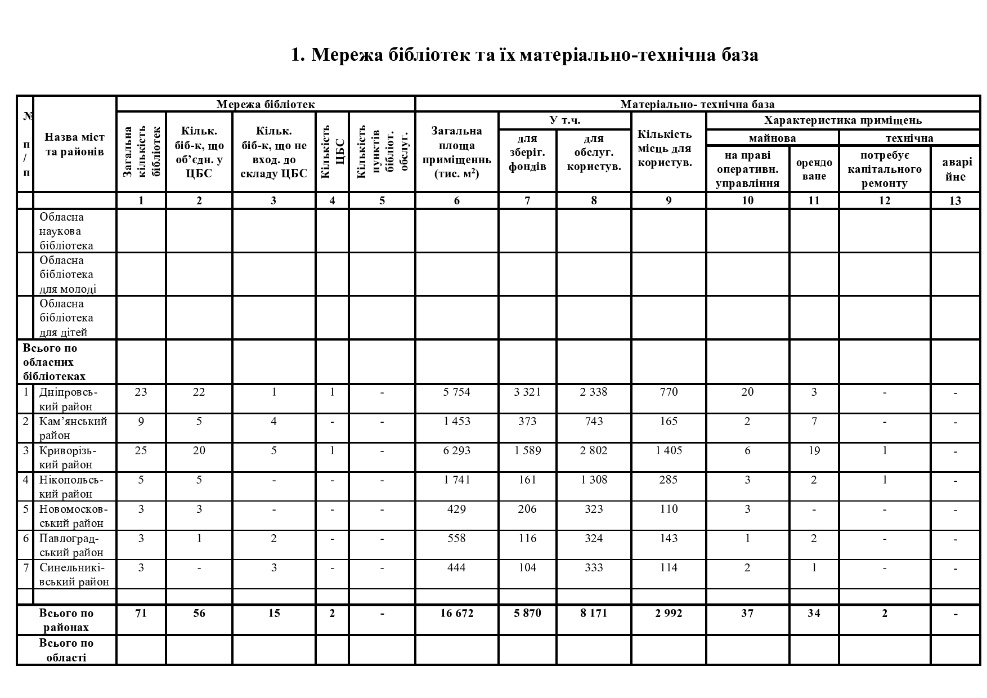 1. Мережа бібліотек та їх матеріально-технічна база
№ п / п
Назва міст та районів
Мережа бібліотек
Матеріально- технічна база
Загальна кількість бібліотек
Кільк. біб-к, що об’єдн. у ЦБС
Кільк. біб-к, що не вход. до складу ЦБС
Кількість ЦБС
Кількість пунктів бібліот. обслуг.
Загальна площа приміщеннь (тис. м²)
У т.ч.
для зберіг. фондів
для обслуг. користув.
Кількість місць для користув.
Характеристика приміщень
майнова
технічна
на праві оперативн. управління
орендо ване
потребує капітального ремонту
аварі йне
1 2 3 4 5 6 7 8 9 10 11 12 13
Обласна наукова бібліотека
Обласна бібліотека для молоді
Обласна бібліотека для дітей
Всього по обласних бібліотеках
1 Дніпровсь-кий район 23 22 1 1 - 5 754 3 321 2 338 770 20 3 - -
2 Кам’янський район 9 5 4 - - 1 453 373 743 165 2 7 - -
3 Криворізь-кий район 25 20 5 1 - 6 293 1 589 2 802 1 405 6 19 1 -
4 Нікопольсь-кий район 5 5 - - - 1 741 161 1 308 285 3 2 1 -
5 Новомосков-ський район 3 3 - - - 429 206 323 110 3 - - -
6 Павлоград-ський район 3 1 2 - - 558 116 324 143 1 2 - -
7 Синельникі-вський район 3 - 3 - - 444 104 333 114 2 1 - -
Всього по районах 71 56 15 2 - 16 672 5 870 8 171 2 992 37 34 2 -
Всього по області